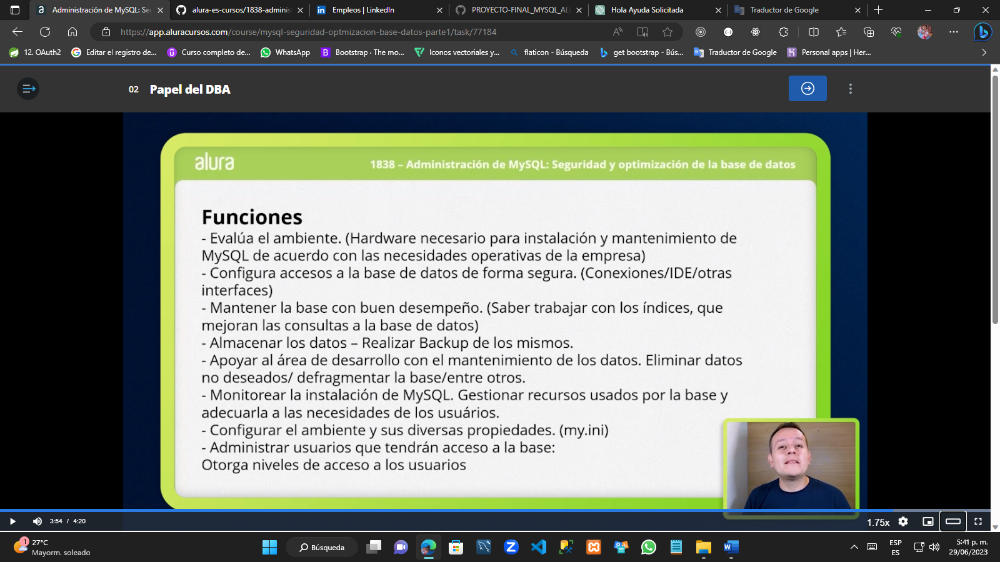 Administración de MySQL: Se
alura-es-cursos/1838-adminis
Empleos | LinkedIn
PROYECTO-FINAL_MYSQL_AL
Hola Ayuda Solicitada
Traductor de Google
https://app.aluracursos.com/course/mysql-seguridad-optmizacion-base-datos-parte1/task/77184
12. OAuth2
Editar el registro de...
Curso completo de...
WhatsApp
Bootstrap · The mo...
Iconos vectoriales y...
flaticon - Búsqueda
get bootstrap - Bús...
Traductor de Google
Personal apps | Her...
02 Papel del DBA
alura
1838 – Administración de MySQL: Seguridad y optimización de la base de datos
Funciones
- Evalúa el ambiente. (Hardware necesario para instalación y mantenimiento de
MySQL de acuerdo con las necesidades operativas de la empresa)
- Configura accesos a la base de datos de forma segura. (Conexiones/IDE/otras
interfaces)
- Mantener la base con buen desempeño. (Saber trabajar con los índices, que
mejoran las consultas a la base de datos)
- Almacenar los datos – Realizar Backup de los mismos.
- Apoyar al área de desarrollo con el mantenimiento de los datos. Eliminar datos
no deseados/ defragmentar la base/entre otros.
- Monitorear la instalación de MySQL. Gestionar recursos usados por la base y
adecuarla a las necesidades de los usuários.
- Configurar el ambiente y sus diversas propiedades. (my.ini)
- Administrar usuarios que tendrán acceso a la base:
Otorga niveles de acceso a los usuarios
3:54 / 4:20
1.75x
1
27°C
Mayorm. soleado
Búsqueda
ESP
ES
5:41 p. m.
29/06/2023